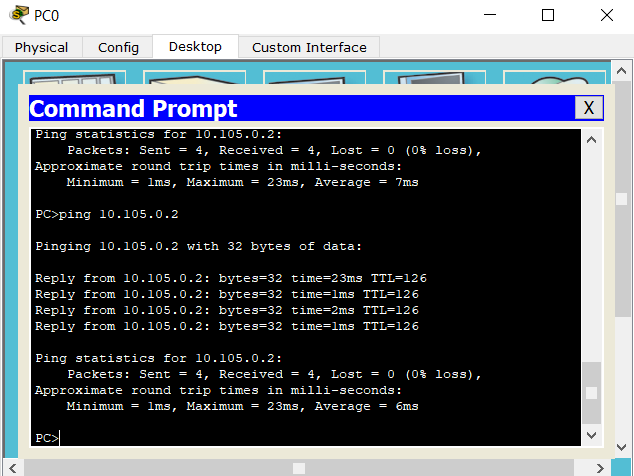 PC0
Physical Config Desktop Custom Interface
Command Prompt X
Ping statistics for 10.105.0.2:
    Packets: Sent = 4, Received = 4, Lost = 0 (0% loss),
Approximate round trip times in milli-seconds:
    Minimum = 1ms, Maximum = 23ms, Average = 7ms
PC>ping 10.105.0.2
Pinging 10.105.0.2 with 32 bytes of data:
Reply from 10.105.0.2: bytes=32 time=23ms TTL=126
Reply from 10.105.0.2: bytes=32 time=1ms TTL=126
Reply from 10.105.0.2: bytes=32 time=2ms TTL=126
Reply from 10.105.0.2: bytes=32 time=1ms TTL=126
Ping statistics for 10.105.0.2:
    Packets: Sent = 4, Received = 4, Lost = 0 (0% loss),
Approximate round trip times in milli-seconds:
    Minimum = 1ms, Maximum = 23ms, Average = 6ms
PC>